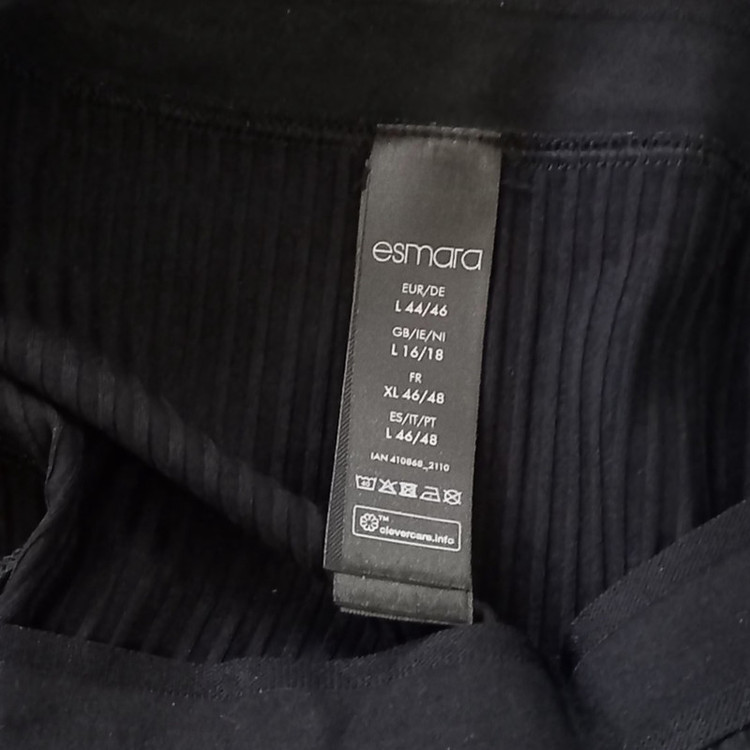 esmara
EUR/DE
L 44/46
GB/IE/NI
L 16/18
FR
XL 46/48
ES/IT/PT
L 46/48
IAN 410868_2110
TM
clevercare.info